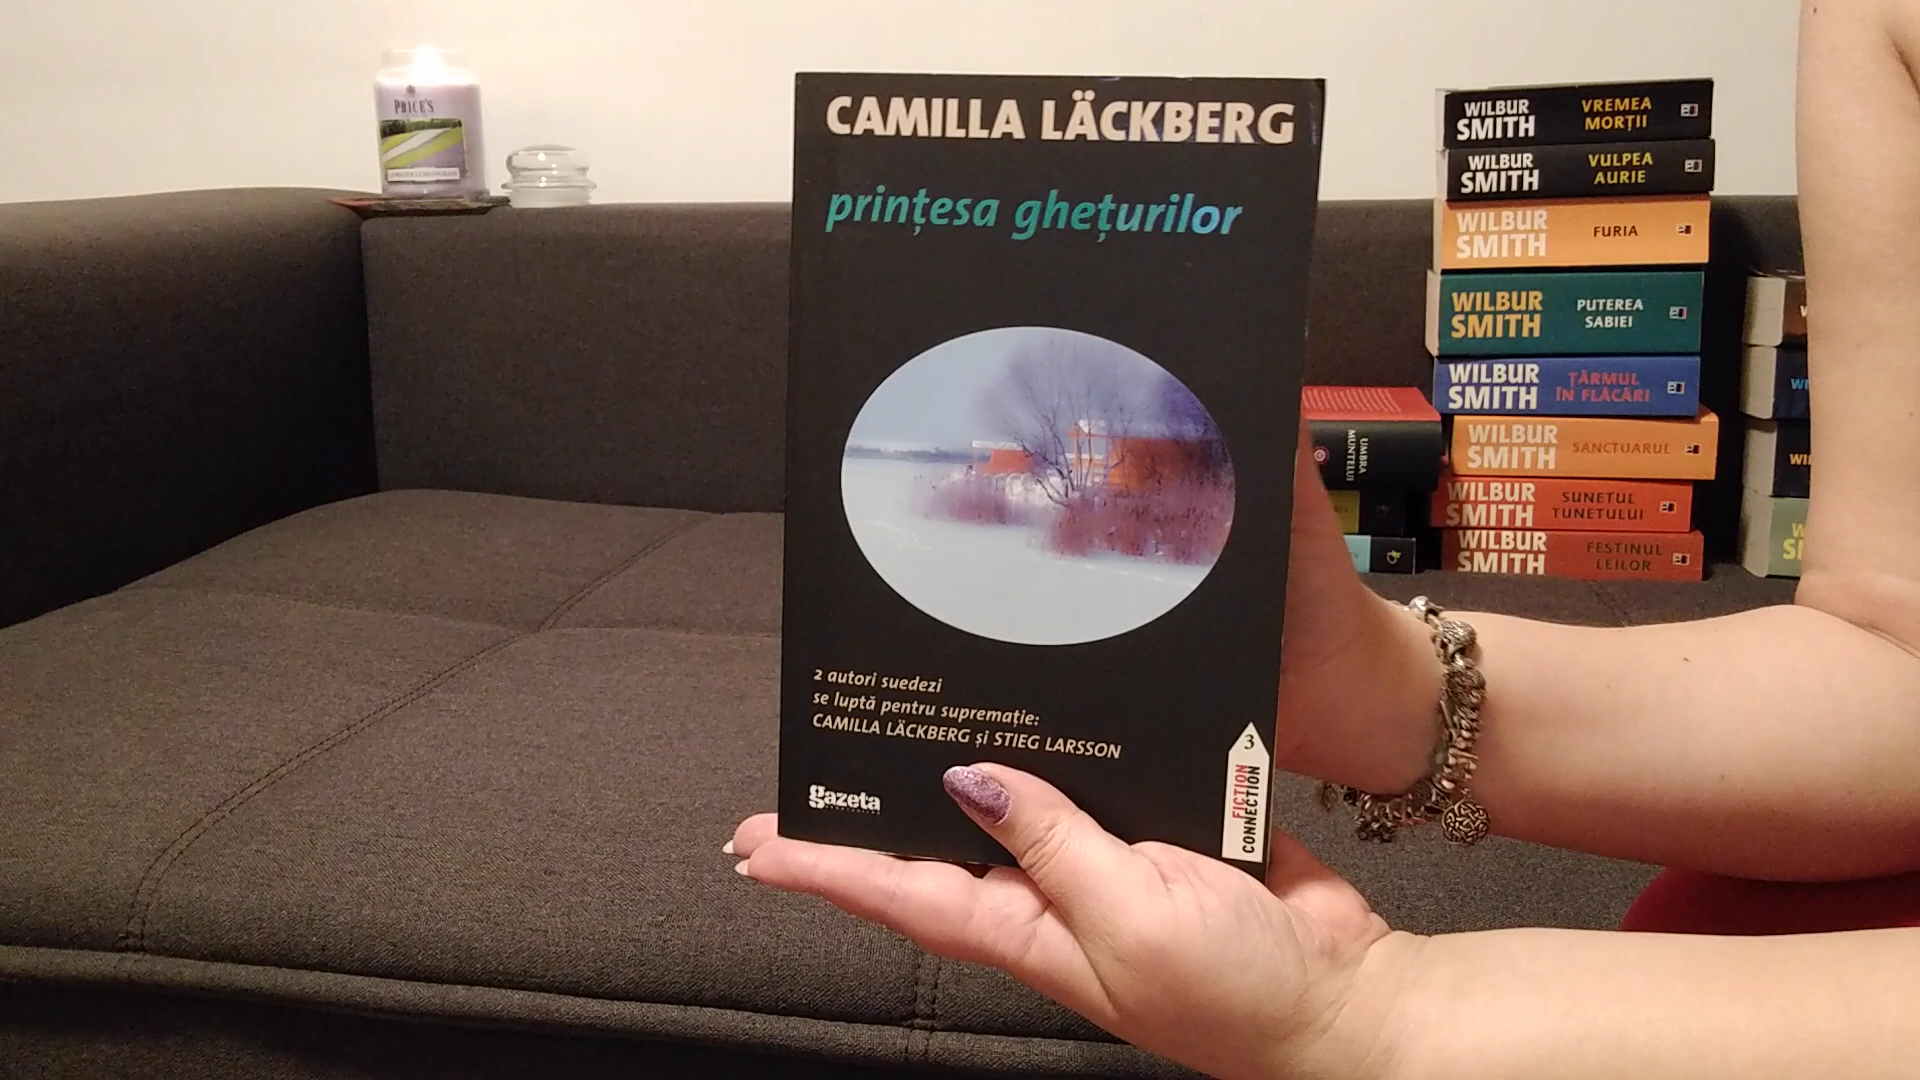 PRICE'S
CAMILLA LÄCKBERG
prințesa ghețurilor
2 autori suedezi
se luptă pentru supremație:
CAMILLA LÄCKBERG și STIEG LARSSON
gazeta
3
FICTION
CONNECTION
WILBUR
SMITH
VREMEA
MORȚII
WILBUR
SMITH
VULPEA
AURIE
WILBUR
SMITH
FURIA
WILBUR
SMITH
PUTEREA
SABIEI
WILBUR
SMITH
ȚĂRMUL
ÎN FLĂCĂRI
WILBUR
SMITH
SANCTUARUL
WILBUR
SMITH
SUNETUL
TUNETULUI
WILBUR
SMITH
FESTINUL
LEILOR
UMBRA
MUNTELUI